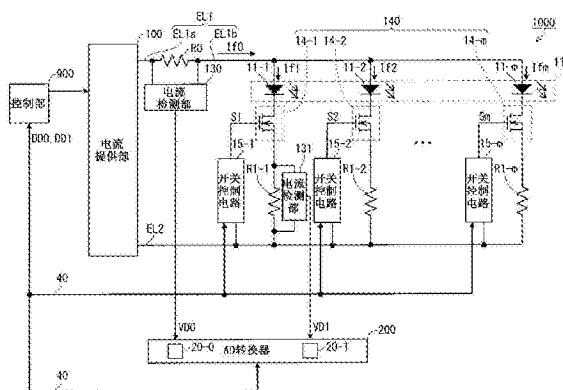 EL1
140
1000
100
EL1a
EL1b
14-1
14-2
14-m
R0
If0
900
130
11-1
If1
11-2
If2
11-m
Ifm
11
控制部
电流
检测部
DD0,DD1
S1
131
S2
Sm
15-1
15-2
15-m
电流
提供部
R1-1
R1-2
R1-m
...
开关
控制
电路
电流
检测
部
开关
控制
电路
开关
控制
电路
EL2
40
VD0
VD1
200
20-0
AD转换器
20-1
40